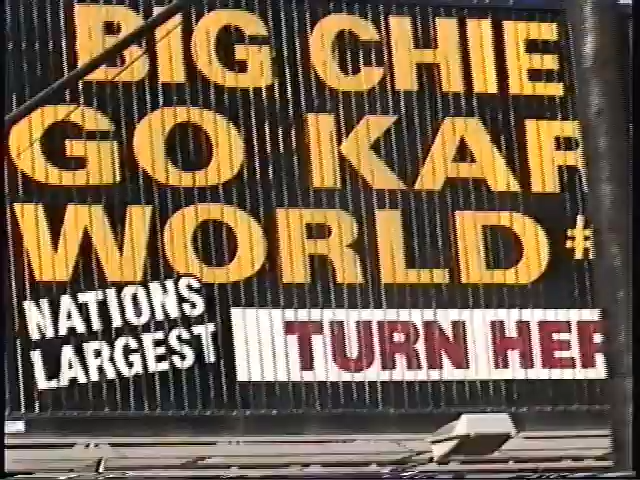 BIG CHIE
GO KAR
WORLD #
NATIONS
LARGEST
TURN HER